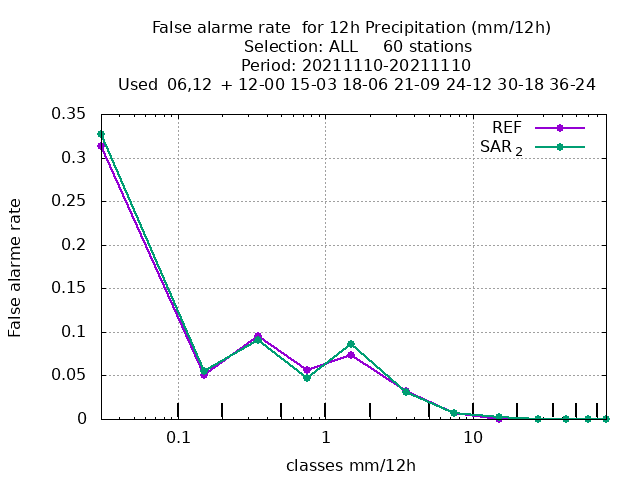 False alarme rate  for 12h Precipitation (mm/12h)
Selection: ALL     60 stations
Period: 20211110-20211110
Used  06,12  + 12-00 15-03 18-06 21-09 24-12 30-18 36-24
0.35
0.3
0.25
0.2
0.15
0.1
0.05
0
False alarme rate
REF
SAR 2
0.1
1
10
classes mm/12h